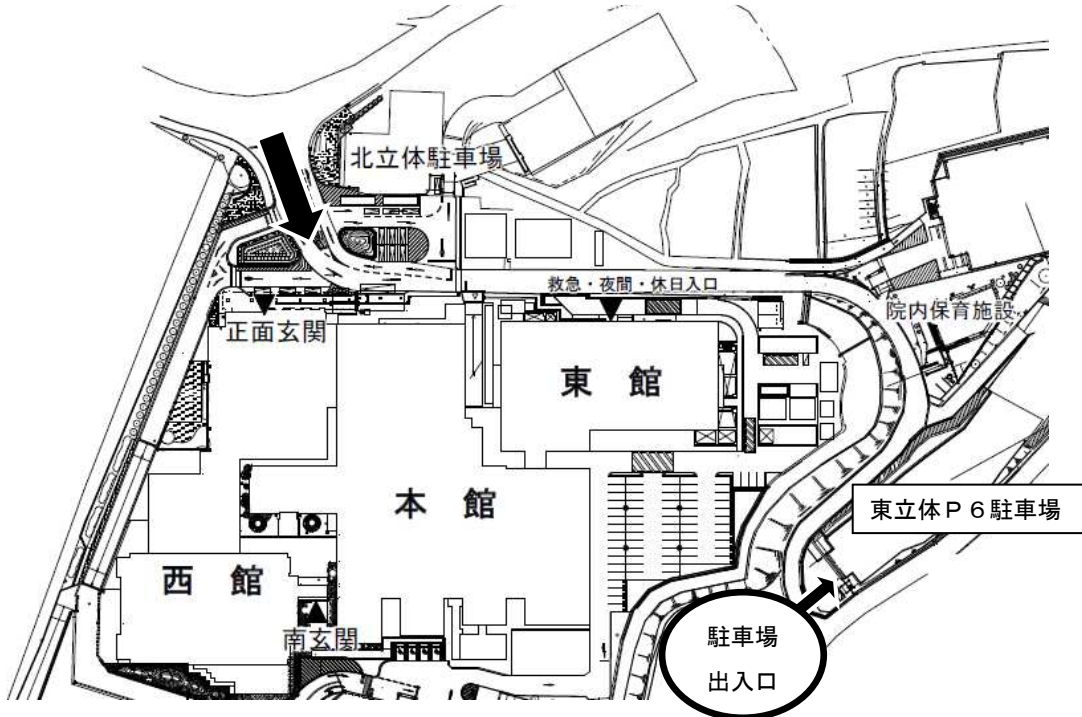 北立体駐車場
救急・夜間・休日入口
院内保育施設
正面玄関
東 館
本 館
東立体P6駐車場
西 館
南玄関
駐車場
出入口